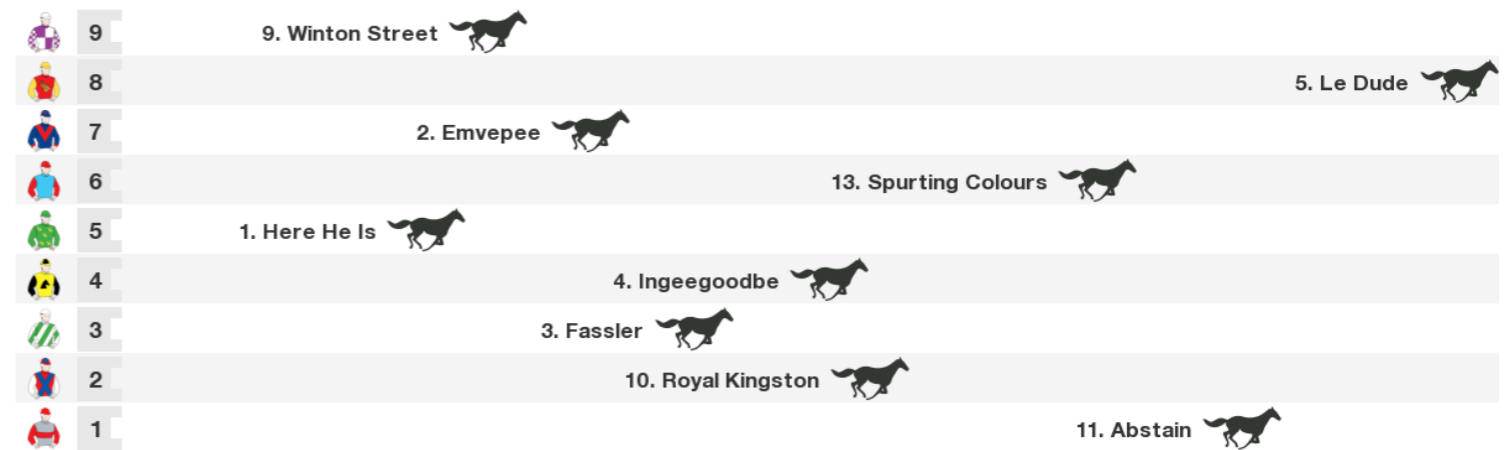 9 9. Winton Street
8 5. Le Dude
7 2. Emvepee
6 13. Spurting Colours
5 1. Here He Is
4 4. Ingeegoodbe
3 3. Fassler
2 10. Royal Kingston
1 11. Abstain